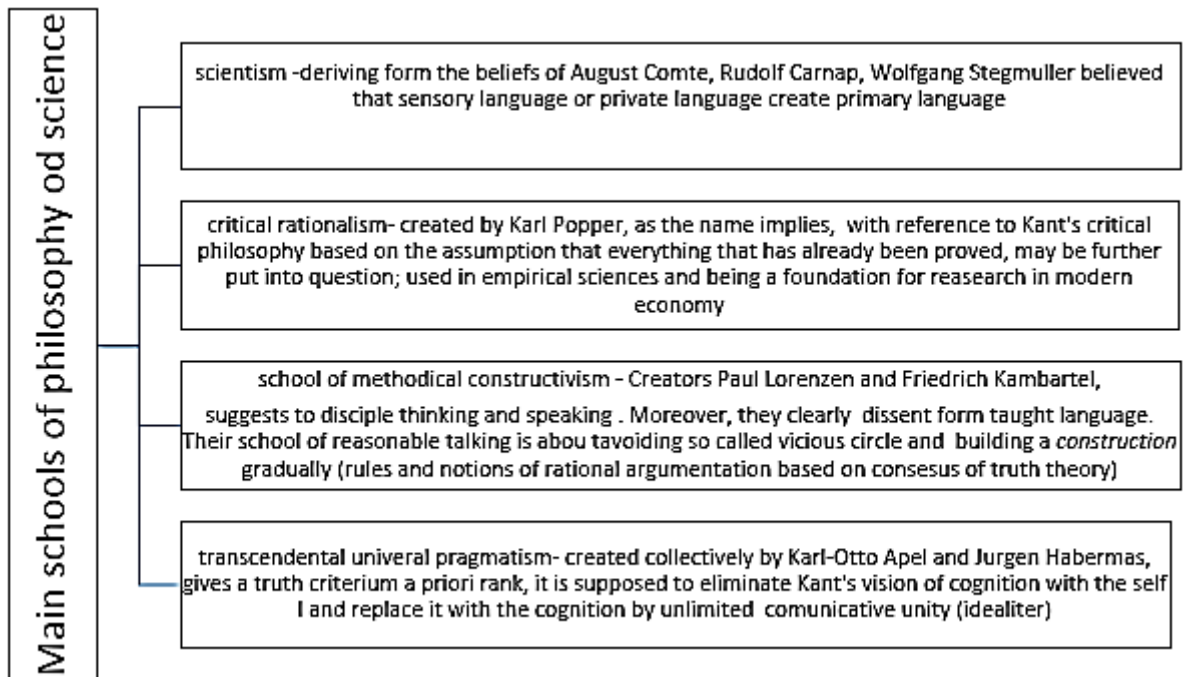 Main schools of philosophy od science
scientism -deriving form the beliefs of August Comte, Rudolf Carnap, Wolfgang Stegmuller believed
that sensory language or private language create primary language
critical rationalism- created by Karl Popper, as the name implies, with reference to Kant's critical
philosophy based on the assumption that everything that has already been proved, may be further
put into question; used in empirical sciences and being a foundation for reasearch in modern
economy
school of methodical constructivism - Creators Paul Lorenzen and Friedrich Kambartel,
suggests to disciple thinking and speaking . Moreover, they clearly dissent form taught language.
Their school of reasonable talking is abou tavoiding so called vicious circle and building a construction
gradually (rules and notions of rational argumentation based on consesus of truth theory)
transcendental univeral pragmatism- created collectively by Karl-Otto Apel and Jurgen Habermas,
gives a truth criterium a priori rank, it is supposed to eliminate Kant's vision of cognition with the self
I and replace it with the cognition by unlimited comunicative unity (idealiter)